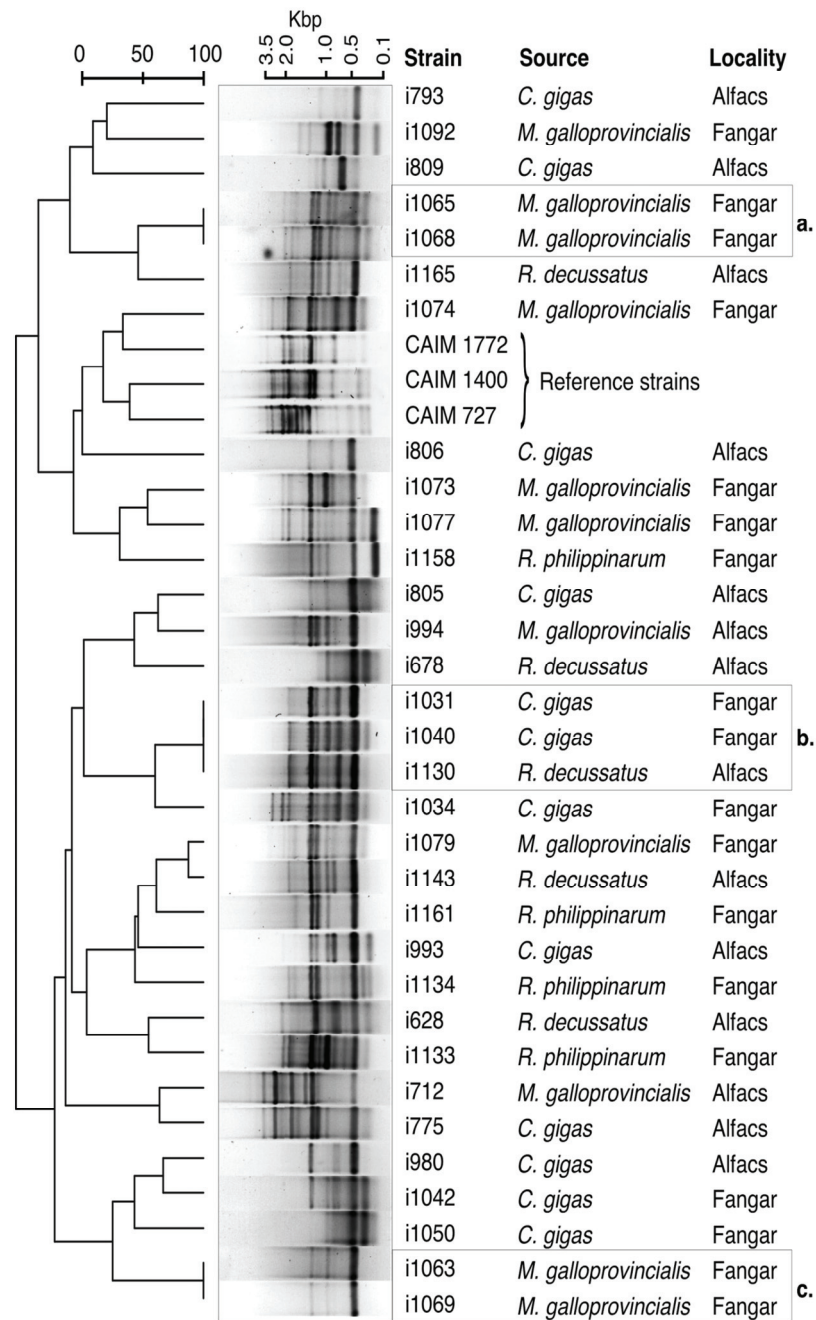 Kbp
0 50 100 3.5 2.0 1.0 0.5 0.1 Strain Source Locality
i793 C. gigas Alfacs
i1092 M. galloprovincialis Fangar
i809 C. gigas Alfacs
i1065 M. galloprovincialis Fangar
a.
i1068 M. galloprovincialis Fangar
i1165 R. decussatus Alfacs
i1074 M. galloprovincialis Fangar
CAIM 1772
CAIM 1400 Reference strains
CAIM 727
i806 C. gigas Alfacs
i1073 M. galloprovincialis Fangar
i1077 M. galloprovincialis Fangar
i1158 R. philippinarum Fangar
i805 C. gigas Alfacs
i994 M. galloprovincialis Alfacs
i678 R. decussatus Alfacs
i1031 C. gigas Fangar
i1040 C. gigas Fangar b.
i1130 R. decussatus Alfacs
i1034 C. gigas Fangar
i1079 M. galloprovincialis Fangar
i1143 R. decussatus Alfacs
i1161 R. philippinarum Fangar
i993 C. gigas Alfacs
i1134 R. philippinarum Fangar
i628 R. decussatus Alfacs
i1133 R. philippinarum Fangar
i712 M. galloprovincialis Alfacs
i775 C. gigas Alfacs
i980 C. gigas Alfacs
i1042 C. gigas Fangar
i1050 C. gigas Fangar
i1063 M. galloprovincialis Fangar
c.
i1069 M. galloprovincialis Fangar